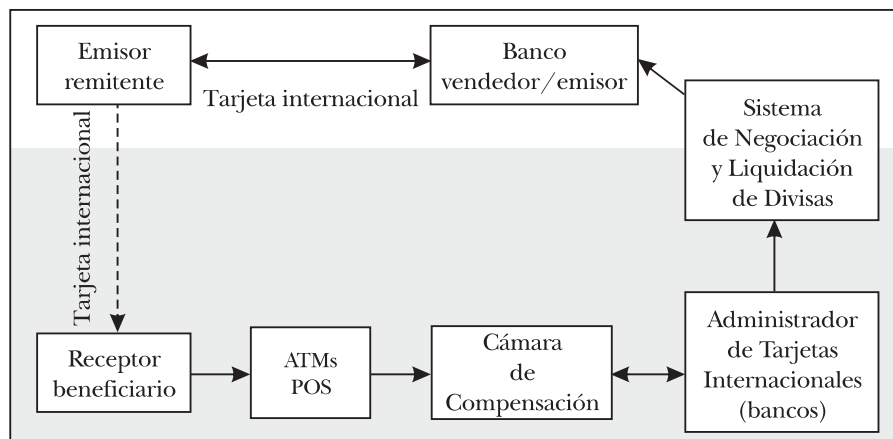 Emisor
remitente
Banco
vendedor/emisor
Tarjeta internacional
Sistema
de Negociación
y Liquidación
de Divisas
Tarjeta internacional
Receptor
beneficiario
ATMs
POS
Cámara
de
Compensación
Administrador
de Tarjetas
Internacionales
(bancos)